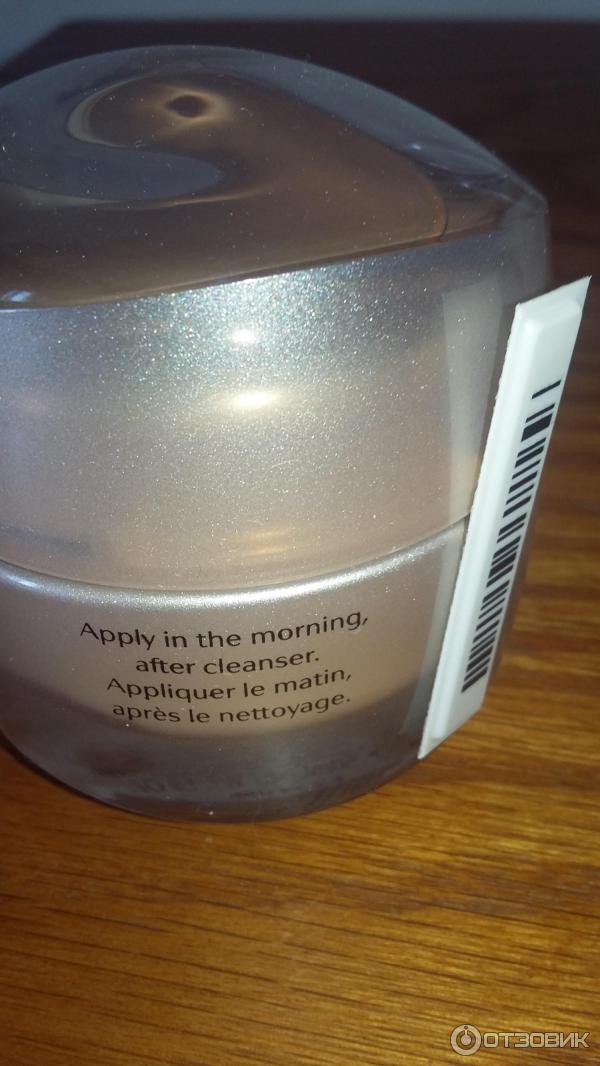 Apply in the morning,
after cleanser.
Appliquer le matin,
après le nettoyage.
ОТЗОВИК